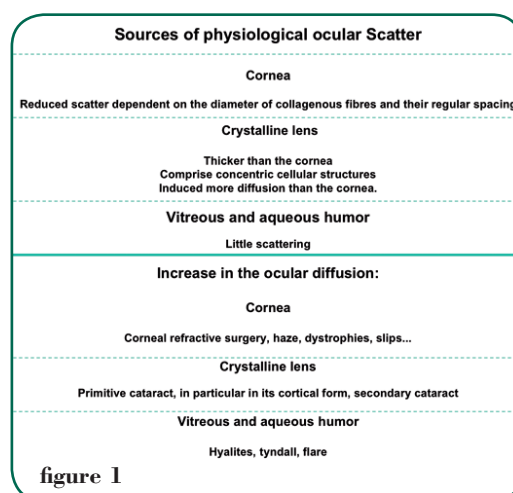 Sources of physiological ocular Scatter
Cornea
Reduced scatter dependent on the diameter of collagenous fibres and their regular spacing
Crystalline lens
Thicker than the cornea
Comprise concentric cellular structures
Induced more diffusion than the cornea.
Vitreous and aqueous humor
Little scattering
Increase in the ocular diffusion:
Cornea
Corneal refractive surgery, haze, dystrophies, slips...
Crystalline lens
Primitive cataract, in particular in its cortical form, secondary cataract
Vitreous and aqueous humor
Hyalites, tyndall, flare
figure 1